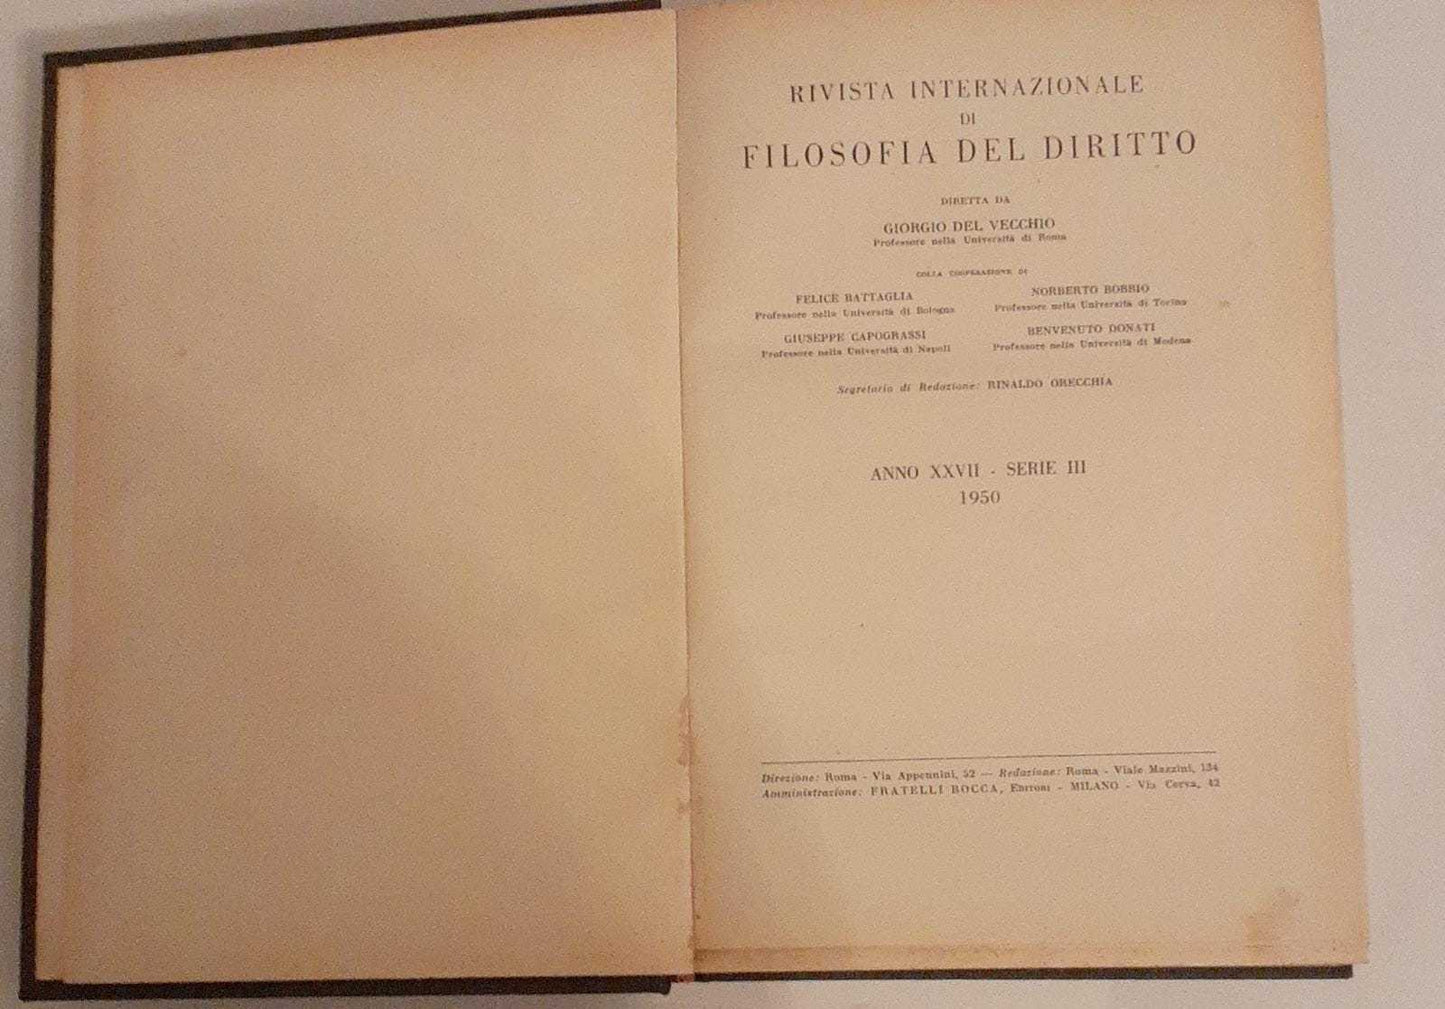 RIVISTA INTERNAZIONALE
DI
FILOSOFIA DEL DIRITTO
DIRETTA DA
GIORGIO DEL VECCHIO
Professore nella Università di Roma
COLLA COOPERAZIONE DI
FELICE BATTAGLIA
Professore nella Università di Bologna
NORBERTO BOBBIO
Professore nella Università di Torino
GIUSEPPE CAPOGRASSI
Professore nella Università di Napoli
BENVENUTO DONATI
Professore nella Università di Modena
Segretario di Redazione: RINALDO ORECCHIA
ANNO XXVII - SERIE III
1950
Direzione: Roma - Via Appennini, 52 — Redazione: Roma - Viale Mazzini, 134
Amministrazione: FRATELLI BOCCA, EDITORI - MILANO - Via Cerva, 42